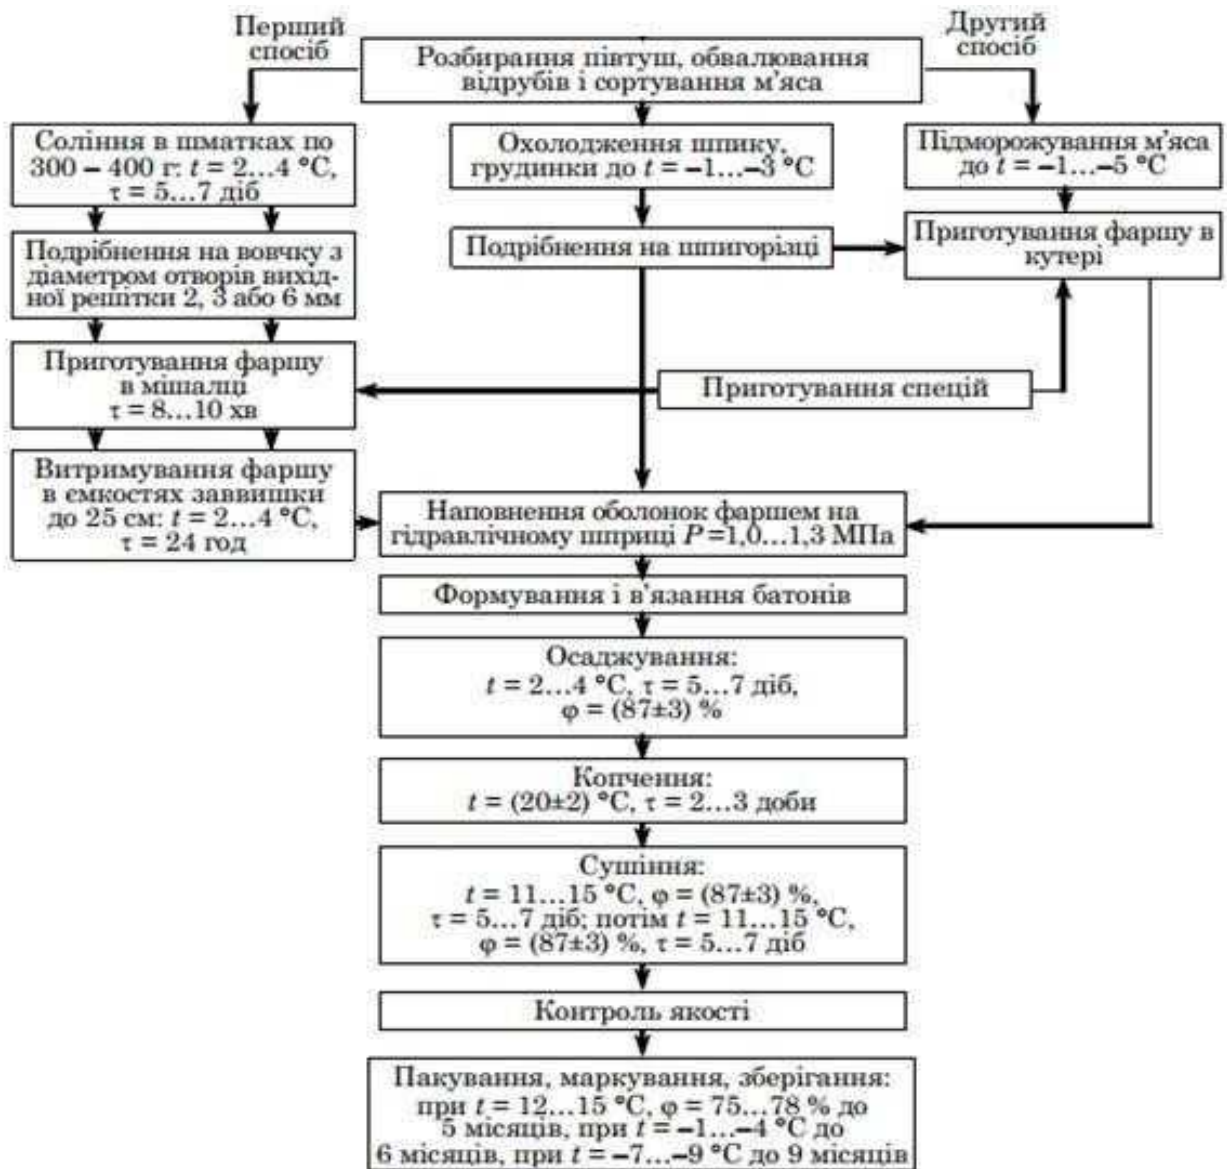 Перший
спосіб
Другий
спосіб
Розбирання півтуш, обвалювання
відрубів і сортування м’яса
Соління в шматках по
300 – 400 г: t = 2...4 °С,
τ = 5...7 діб
Охолодження шпику,
грудинки до t = –1...–3 °С
Підморожування м’яса
до t = –1...–5 °С
Подрібнення на вовчку з
діаметром отворів вихід-
ної решітки 2, 3 або 6 мм
Подрібнення на шпигорізці
Приготування фаршу в
кутері
Приготування фаршу
в мішалці
τ = 8...10 хв
Приготування спецій
Витримування фаршу
в ємкостях заввишки
до 25 см: t = 2...4 °С,
τ = 24 год
Наповнення оболонок фаршем на
гідравлічному шприці P =1,0...1,3 МПа
Формування і в’язання батонів
Осаджування:
t = 2...4 °С, τ = 5...7 діб,
φ = (87±3) %
Копчення:
t = (20±2) °С, τ = 2...3 доби
Сушіння:
t = 11...15 °С, φ = (87±3) %,
τ = 5...7 діб; потім t = 11...15 °С,
φ = (87±3) %, τ = 5...7 діб
Контроль якості
Пакування, маркування, зберігання:
при t = 12...15 °С, φ = 75...78 % до
5 місяців, при t = –1...–4 °С до
6 місяців, при t = –7...–9 °С до 9 місяців